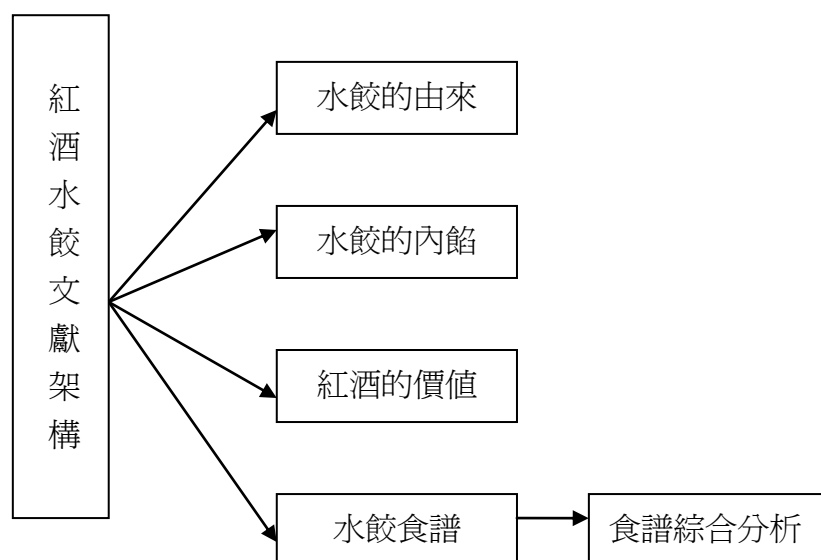 紅酒水餃文獻架構
水餃的由來
水餃的內餡
紅酒的價值
水餃食譜
食譜綜合分析